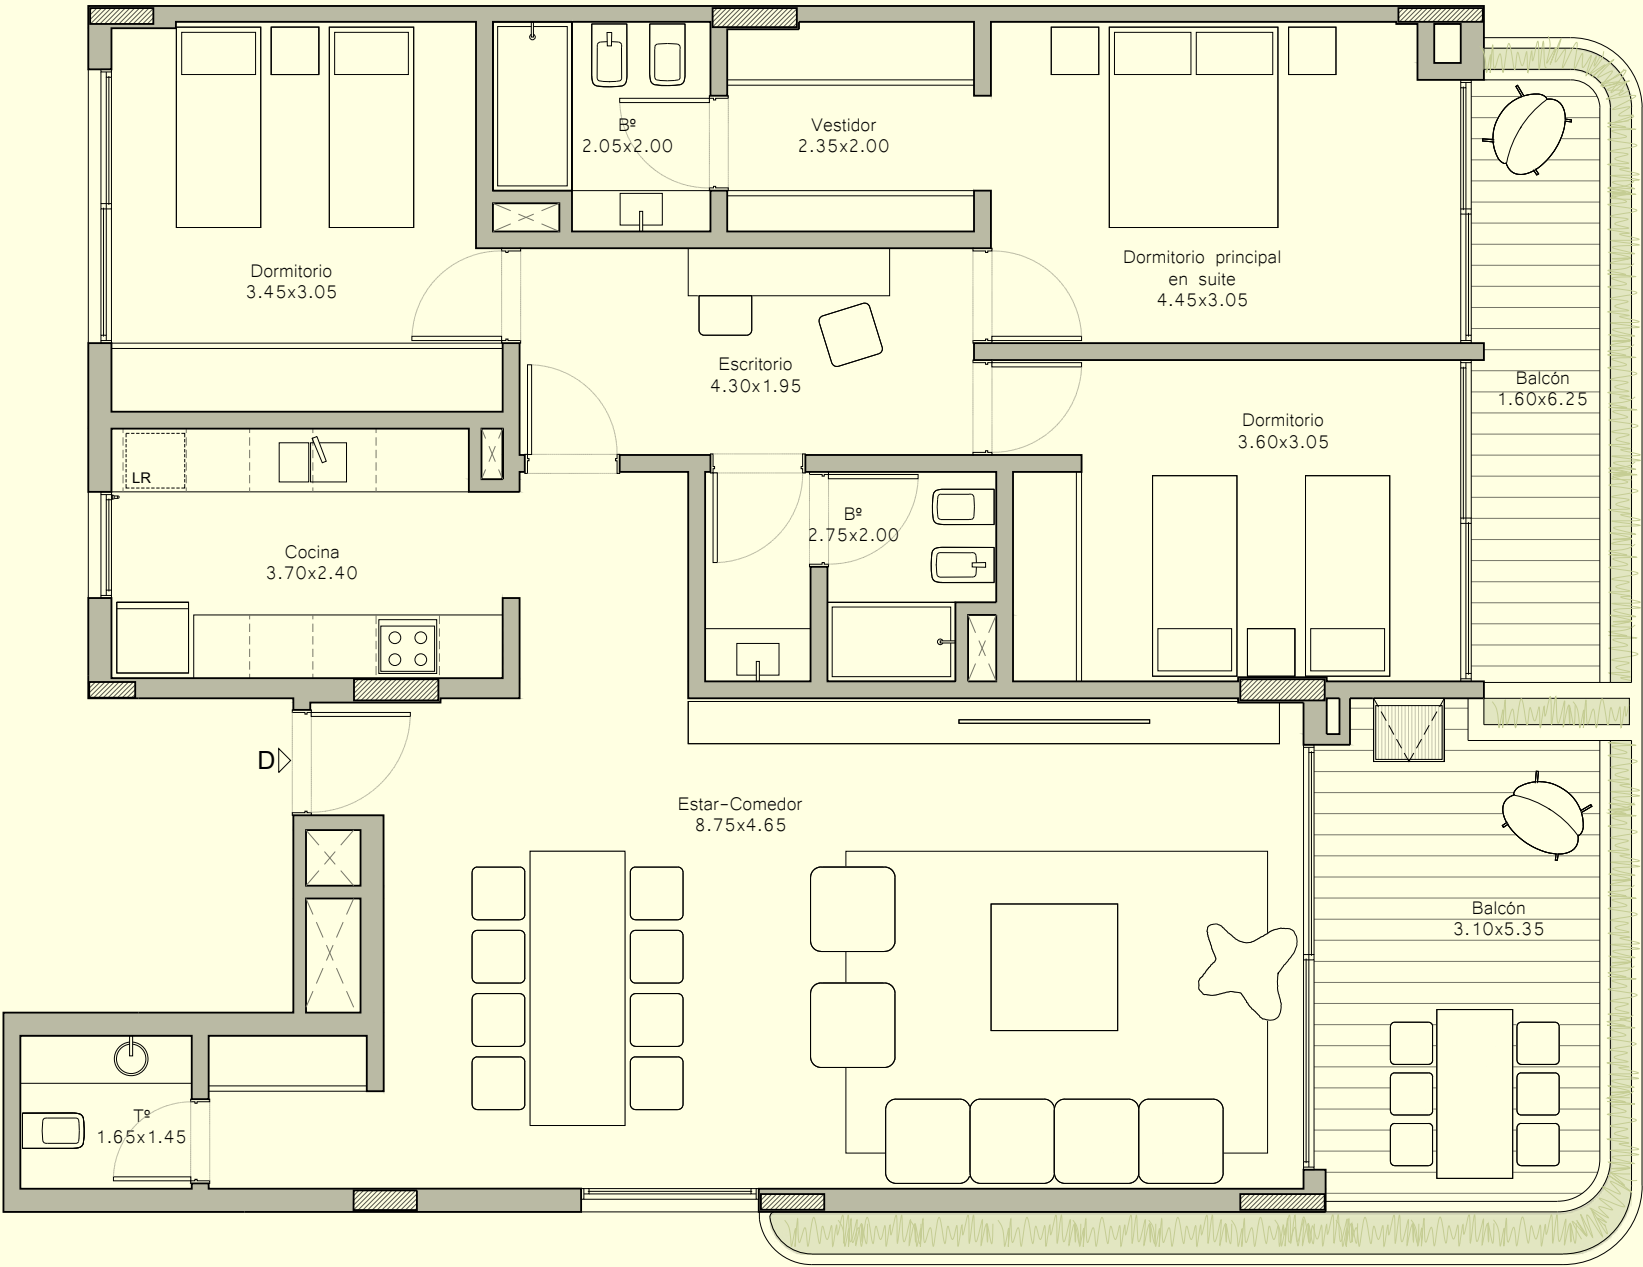 Bº
2.05x2.00
Vestidor
2.35x2.00
Dormitorio
3.45x3.05
Dormitorio principal
en suite
4.45x3.05
Escritorio
4.30x1.95
Balcón
1.60x6.25
Dormitorio
3.60x3.05
LR
Bº
2.75x2.00
Cocina
3.70x2.40
D
Estar-Comedor
8.75x4.65
Balcón
3.10x5.35
Tº
1.65x1.45